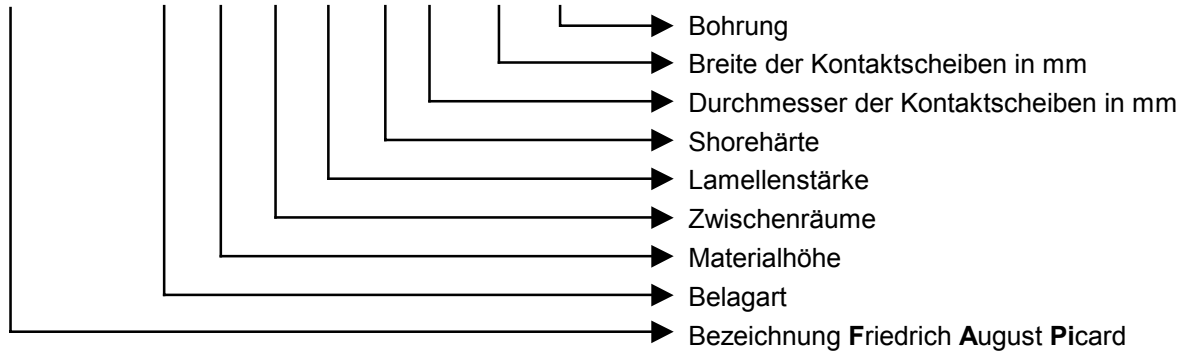 Bohrung
Breite der Kontaktscheiben in mm
Durchmesser der Kontaktscheiben in mm
Shorehärte
Lamellenstärke
Zwischenräume
Materialhöhe
Belagart
Bezeichnung Friedrich August Picard